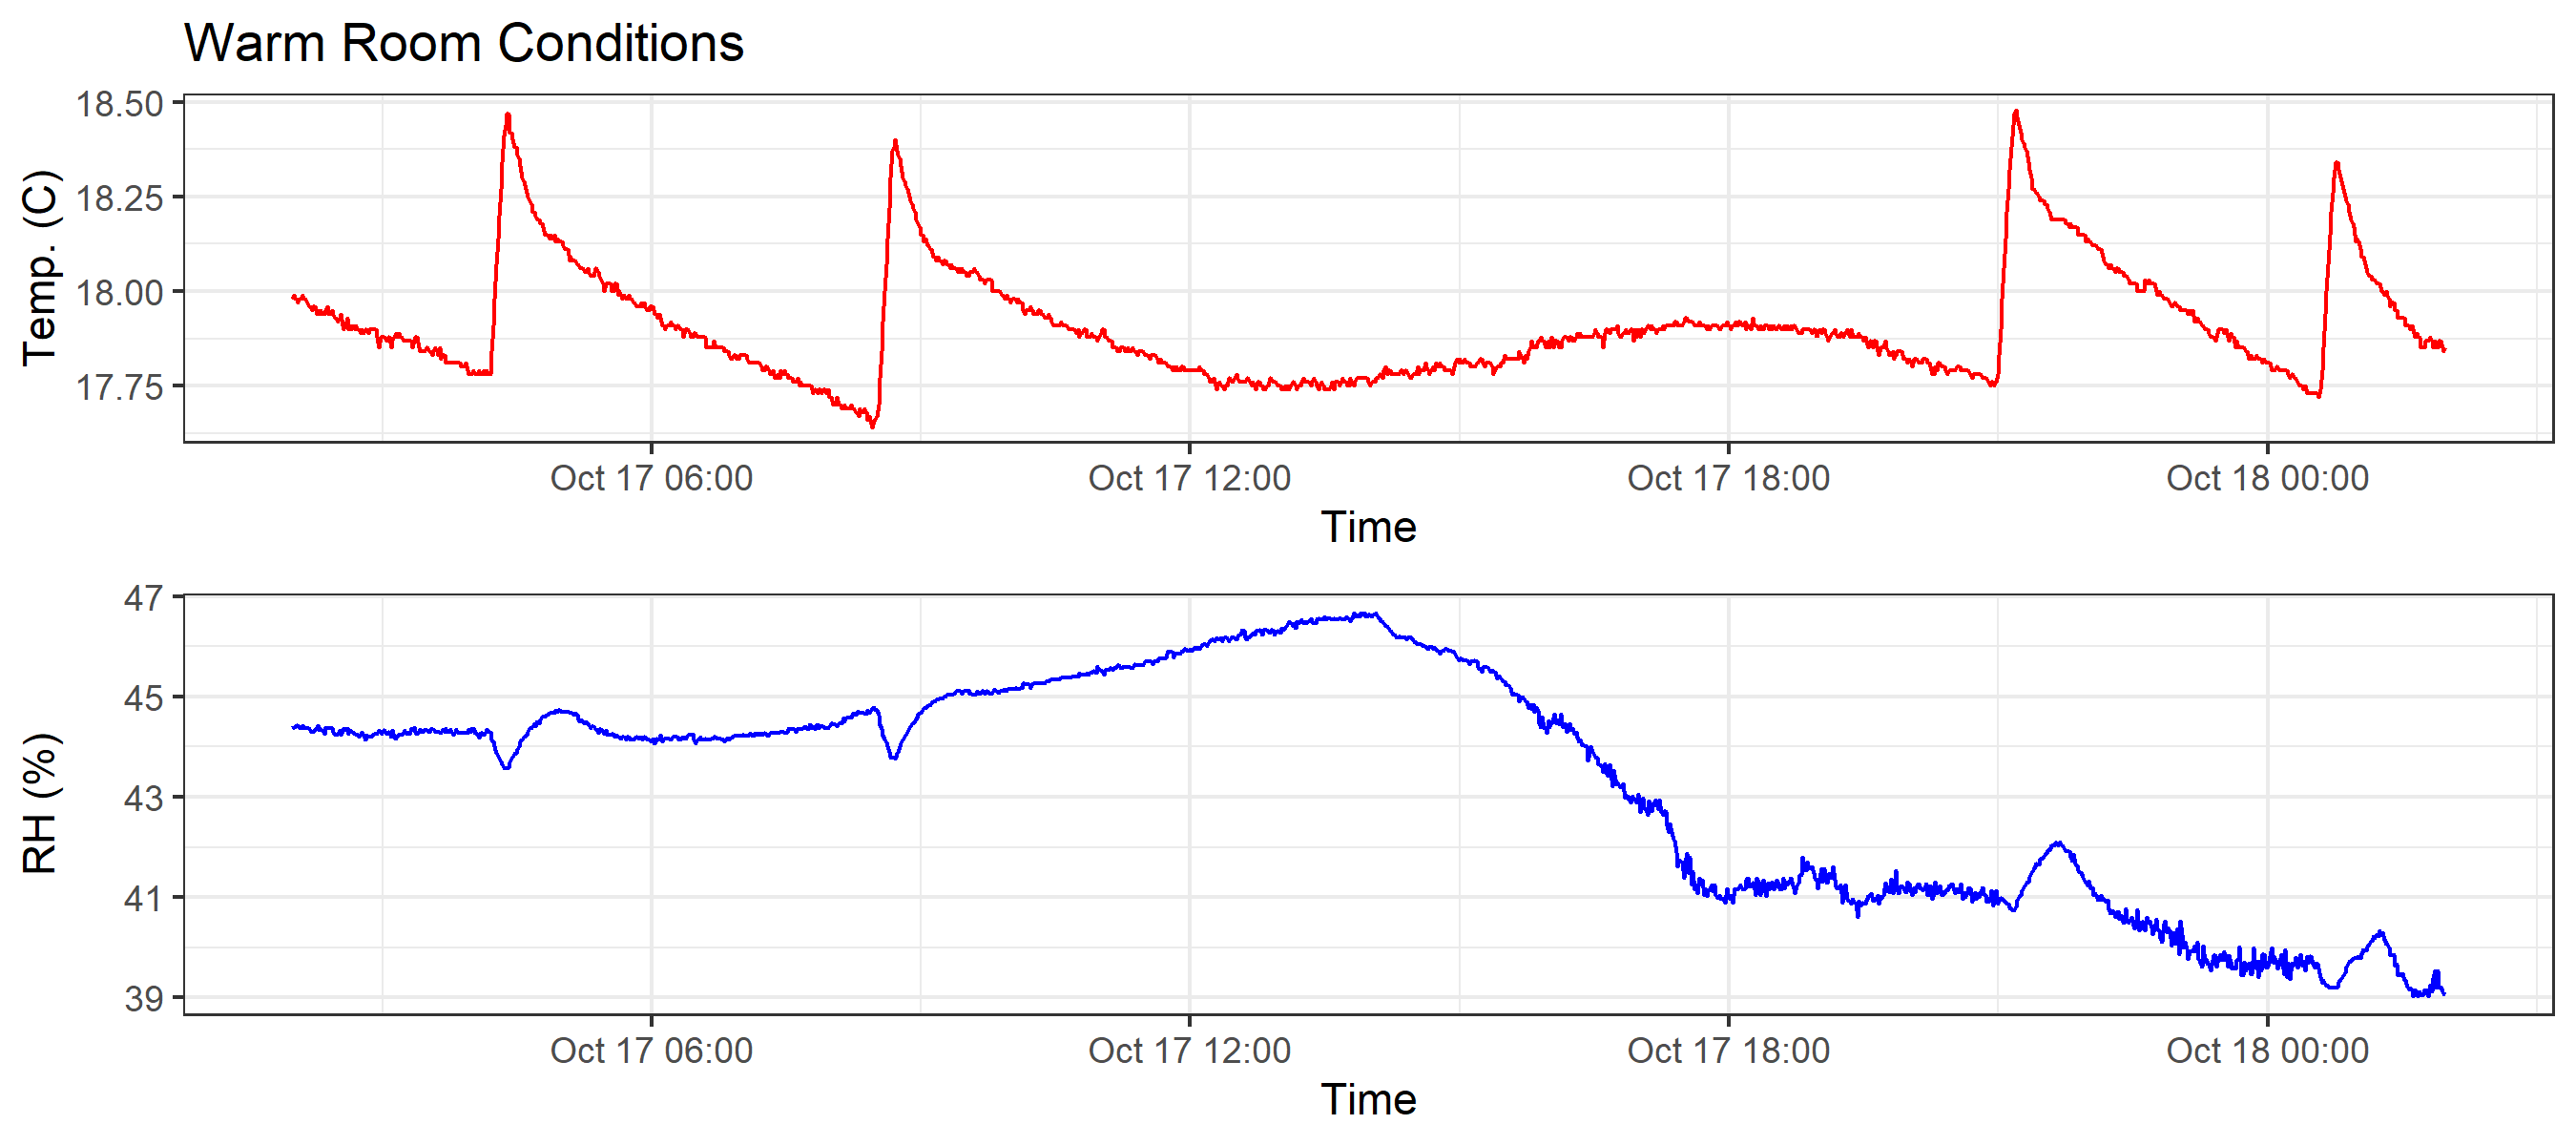 Warm Room Conditions
Temp. (C)
18.50
18.25
18.00
17.75
Oct 17 06:00 Oct 17 12:00 Oct 17 18:00 Oct 18 00:00
Time
RH (%)
47
45
43
41
39
Oct 17 06:00 Oct 17 12:00 Oct 17 18:00 Oct 18 00:00
Time